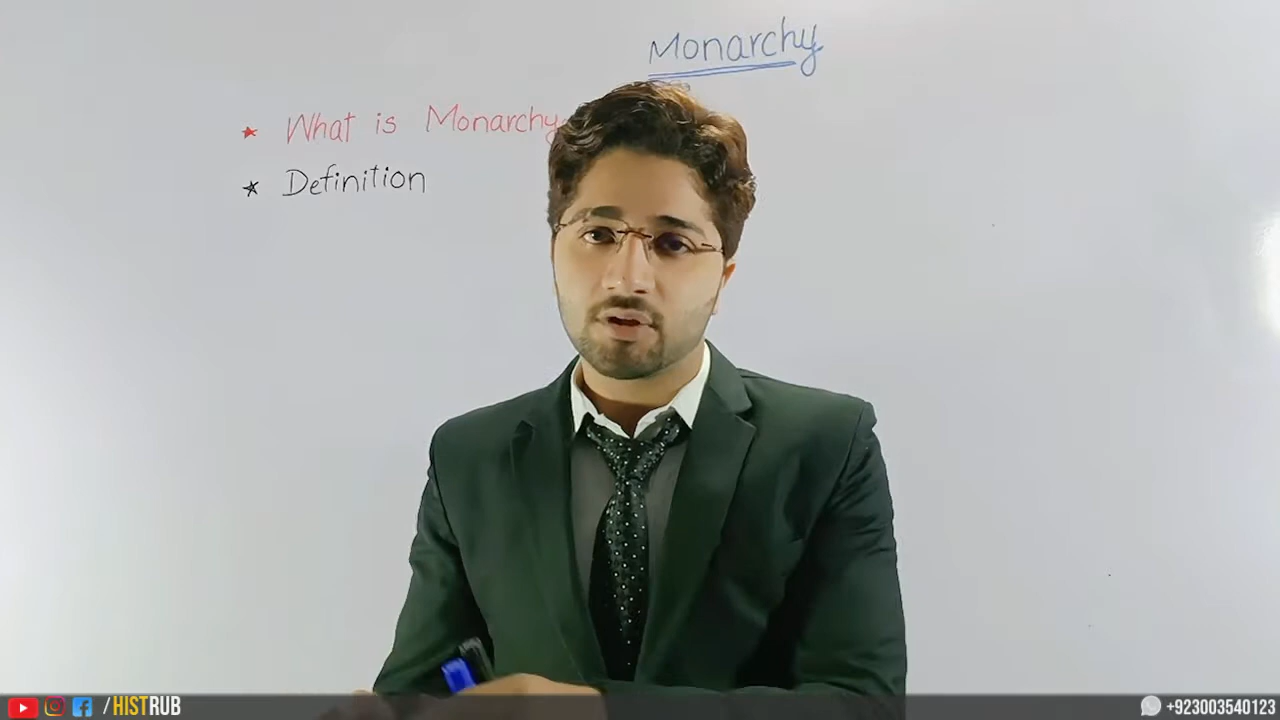 Monarchy
* What is Monarchy
* Definition
/HISTRUB
+923003540123